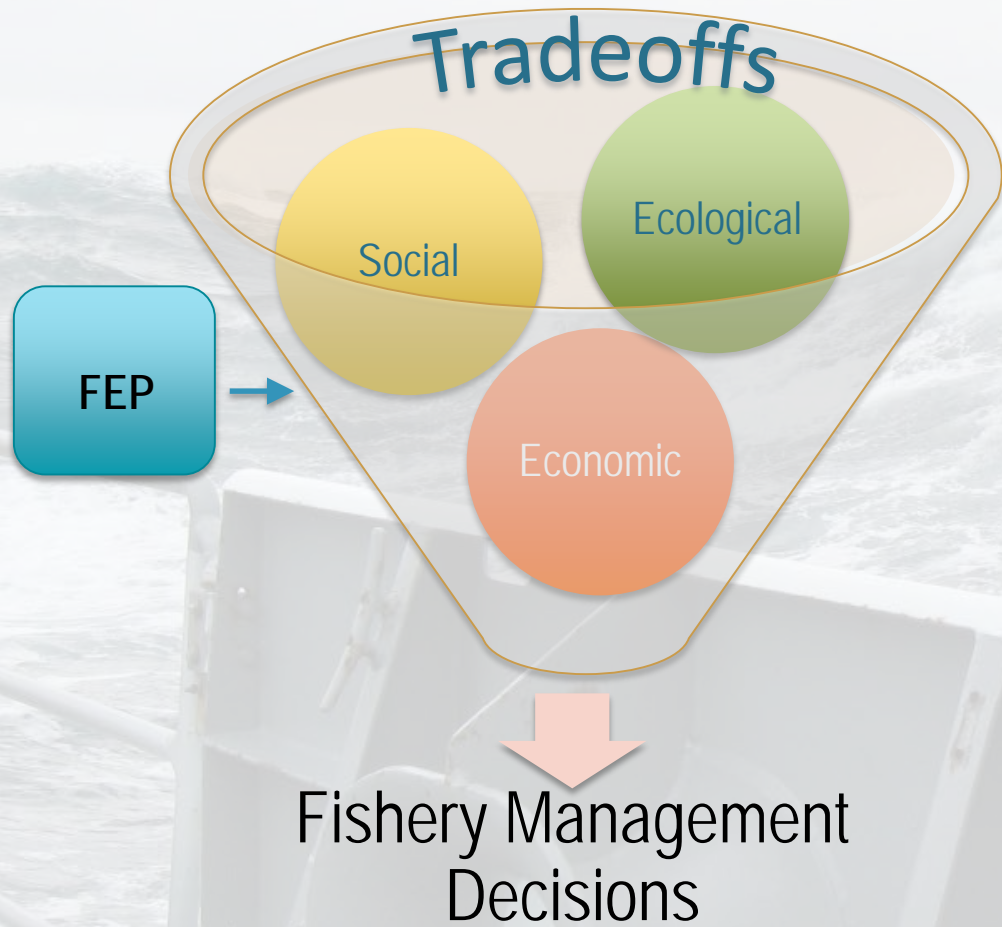 Tradeoffs
Ecological
Social
FEP
Economic
Fishery Management
Decisions